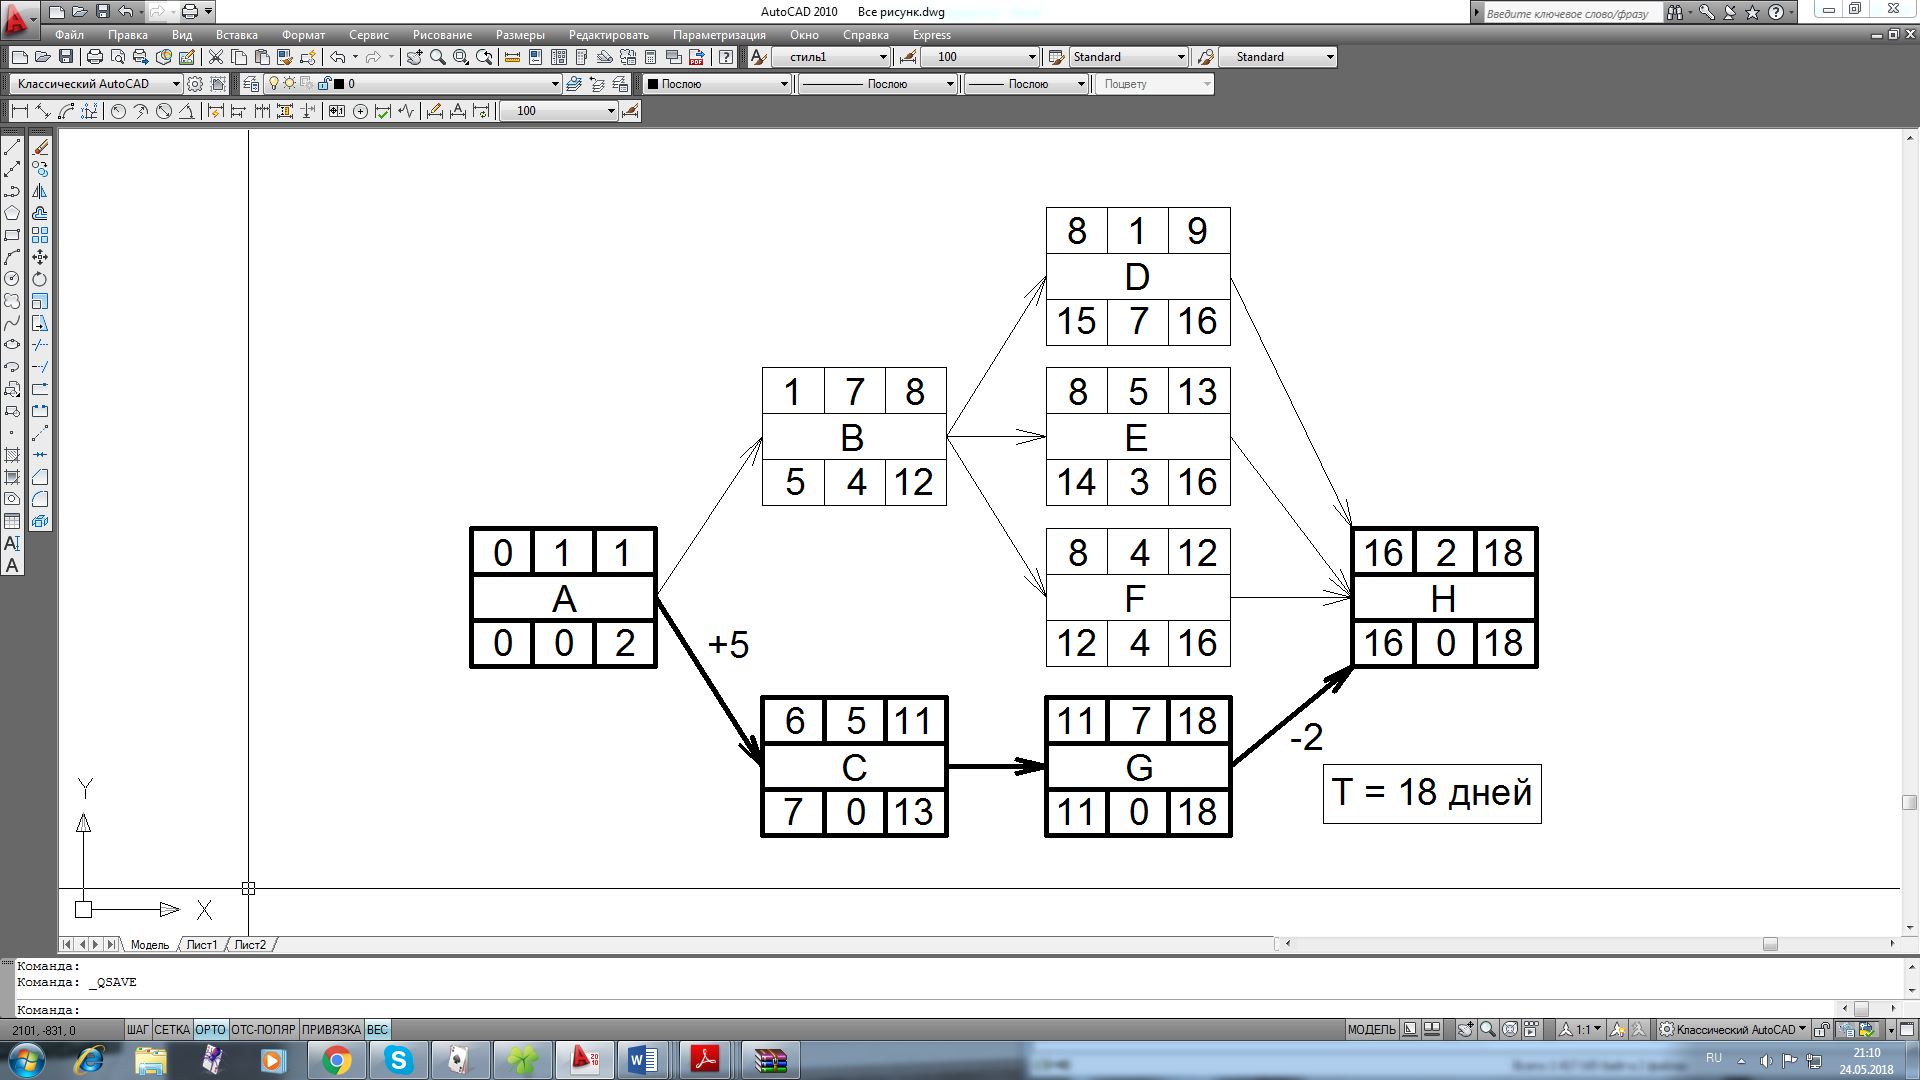 AutoCAD 2010 Все рисунк.dwg
Введите ключевое слово/фразу
Файл Правка Вид Вставка Формат Сервис Рисование Размеры Редактировать Параметризация Окно Справка Express
стиль1 100 Standard Standard
Классический AutoCAD 0 Послою Послою Послою Поцвету
100
8 1 9
D
15 7 16
1 7 8
B
5 4 12
8 5 13
E
14 3 16
0 1 1
A
0 0 2
8 4 12
F
12 4 16
16 2 18
H
16 0 18
+5
6 5 11
C
7 0 13
11 7 18
G
11 0 18
-2
T = 18 дней
Y
X
Модель Лист1 Лист2
Команда:
Команда: _QSAVE
Команда:
2101, -831, 0 ШАГ СЕТКА ОРТО ОТС-ПОЛЯР ПРИВЯЗКА ВЕС МОДЕЛЬ 1:1 Классический AutoCAD
RU 21:10
24.05.2018